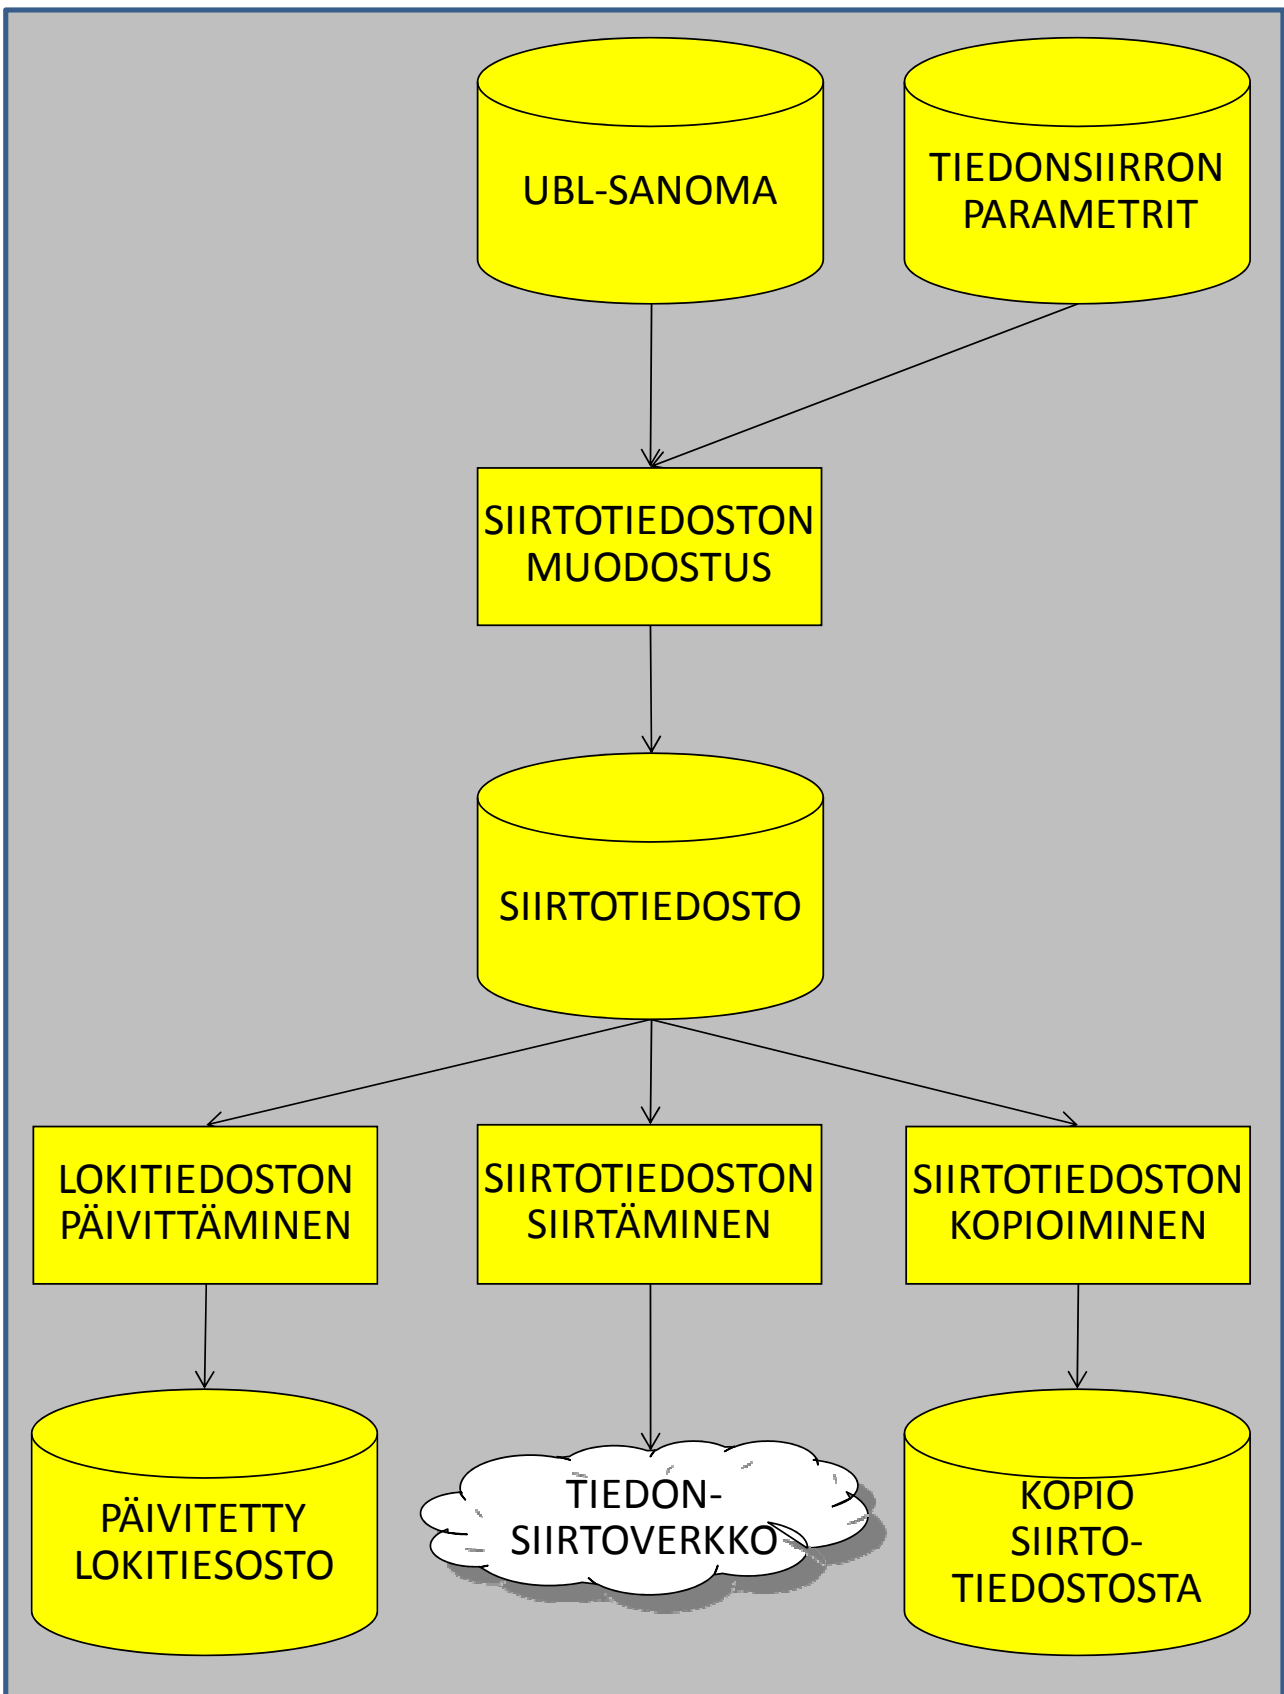 UBL-SANOMA
TIEDONSIIRRON
PARAMETRIT
SIIRTOTIEDOSTON
MUODOSTUS
SIIRTOTIEDOSTO
LOKITIEDOSTON
PÄIVITTÄMINEN
SIIRTOTIEDOSTON
SIIRTÄMINEN
SIIRTOTIEDOSTON
KOPIOIMINEN
PÄIVITETTY
LOKITIESOSTO
TIEDON-
SIIRTOVERKKO
KOPIO
SIIRTO-
TIEDOSTOSTA